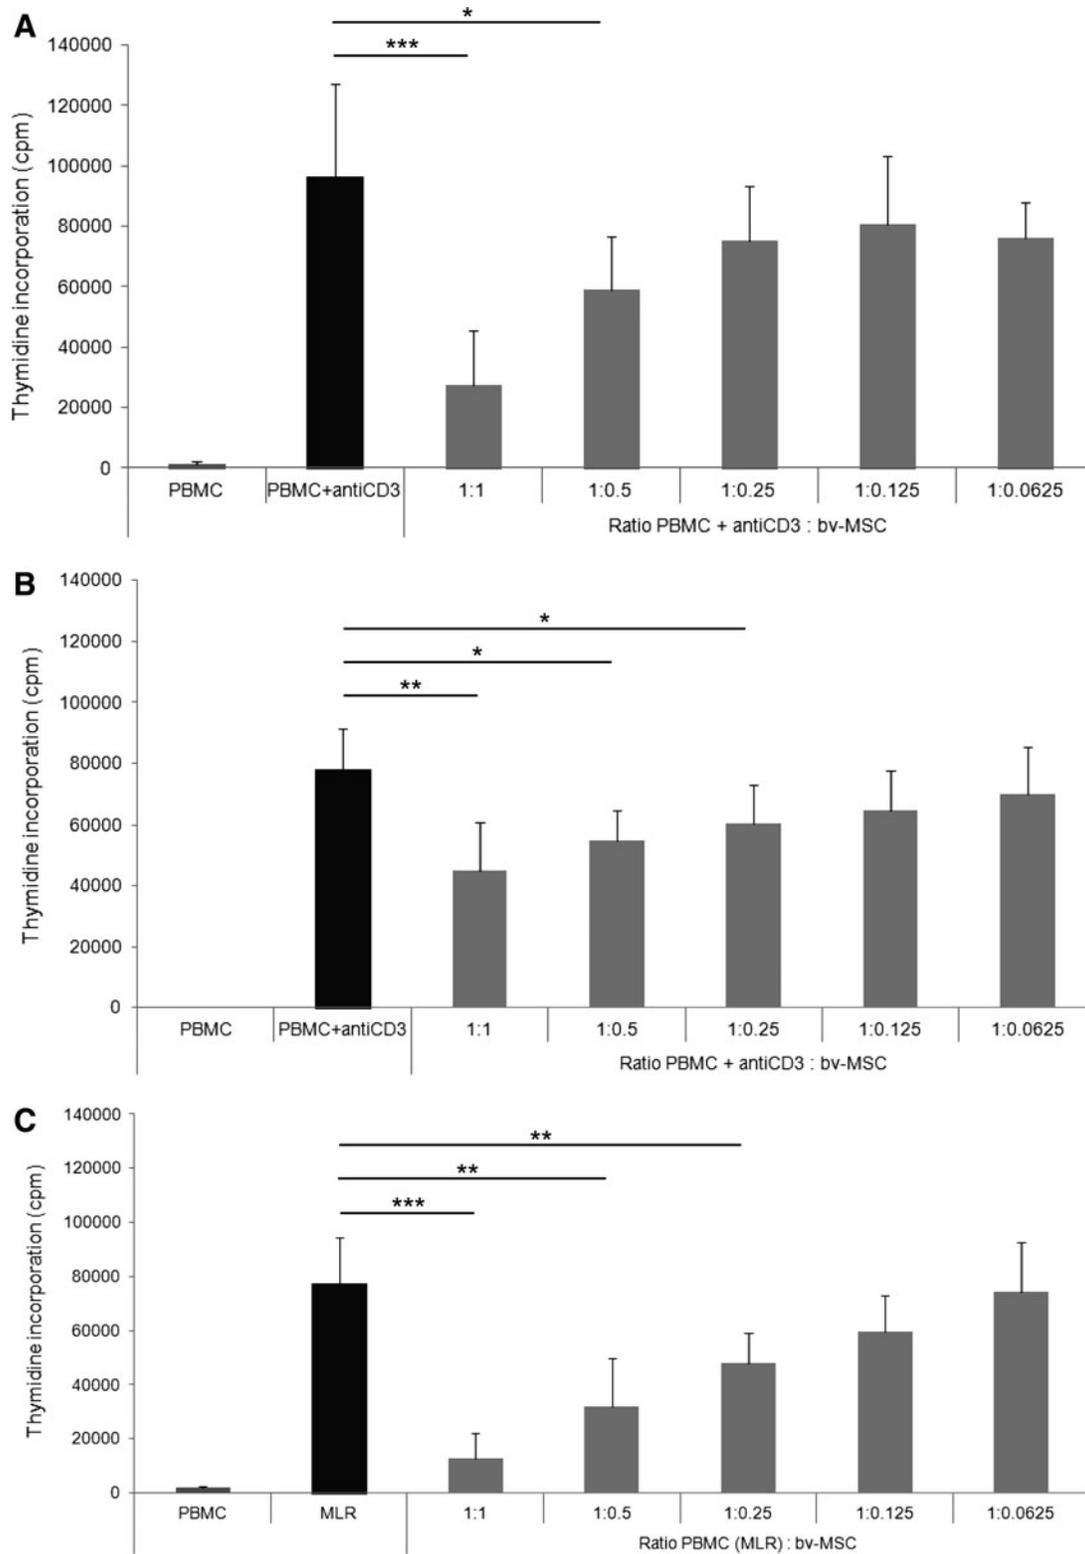 A
*
***
140000
120000
100000
80000
60000
40000
20000
0
Thymidine incorporation (cpm)
PBMC PBMC+antiCD3 1:1 1:0.5 1:0.25 1:0.125 1:0.0625
Ratio PBMC + antiCD3 : bv-MSC
B
*
*
**
140000
120000
100000
80000
60000
40000
20000
0
Thymidine incorporation (cpm)
PBMC PBMC+antiCD3 1:1 1:0.5 1:0.25 1:0.125 1:0.0625
Ratio PBMC + antiCD3 : bv-MSC
C
**
**
***
140000
120000
100000
80000
60000
40000
20000
0
Thymidine incorporation (cpm)
PBMC MLR 1:1 1:0.5 1:0.25 1:0.125 1:0.0625
Ratio PBMC (MLR) : bv-MSC